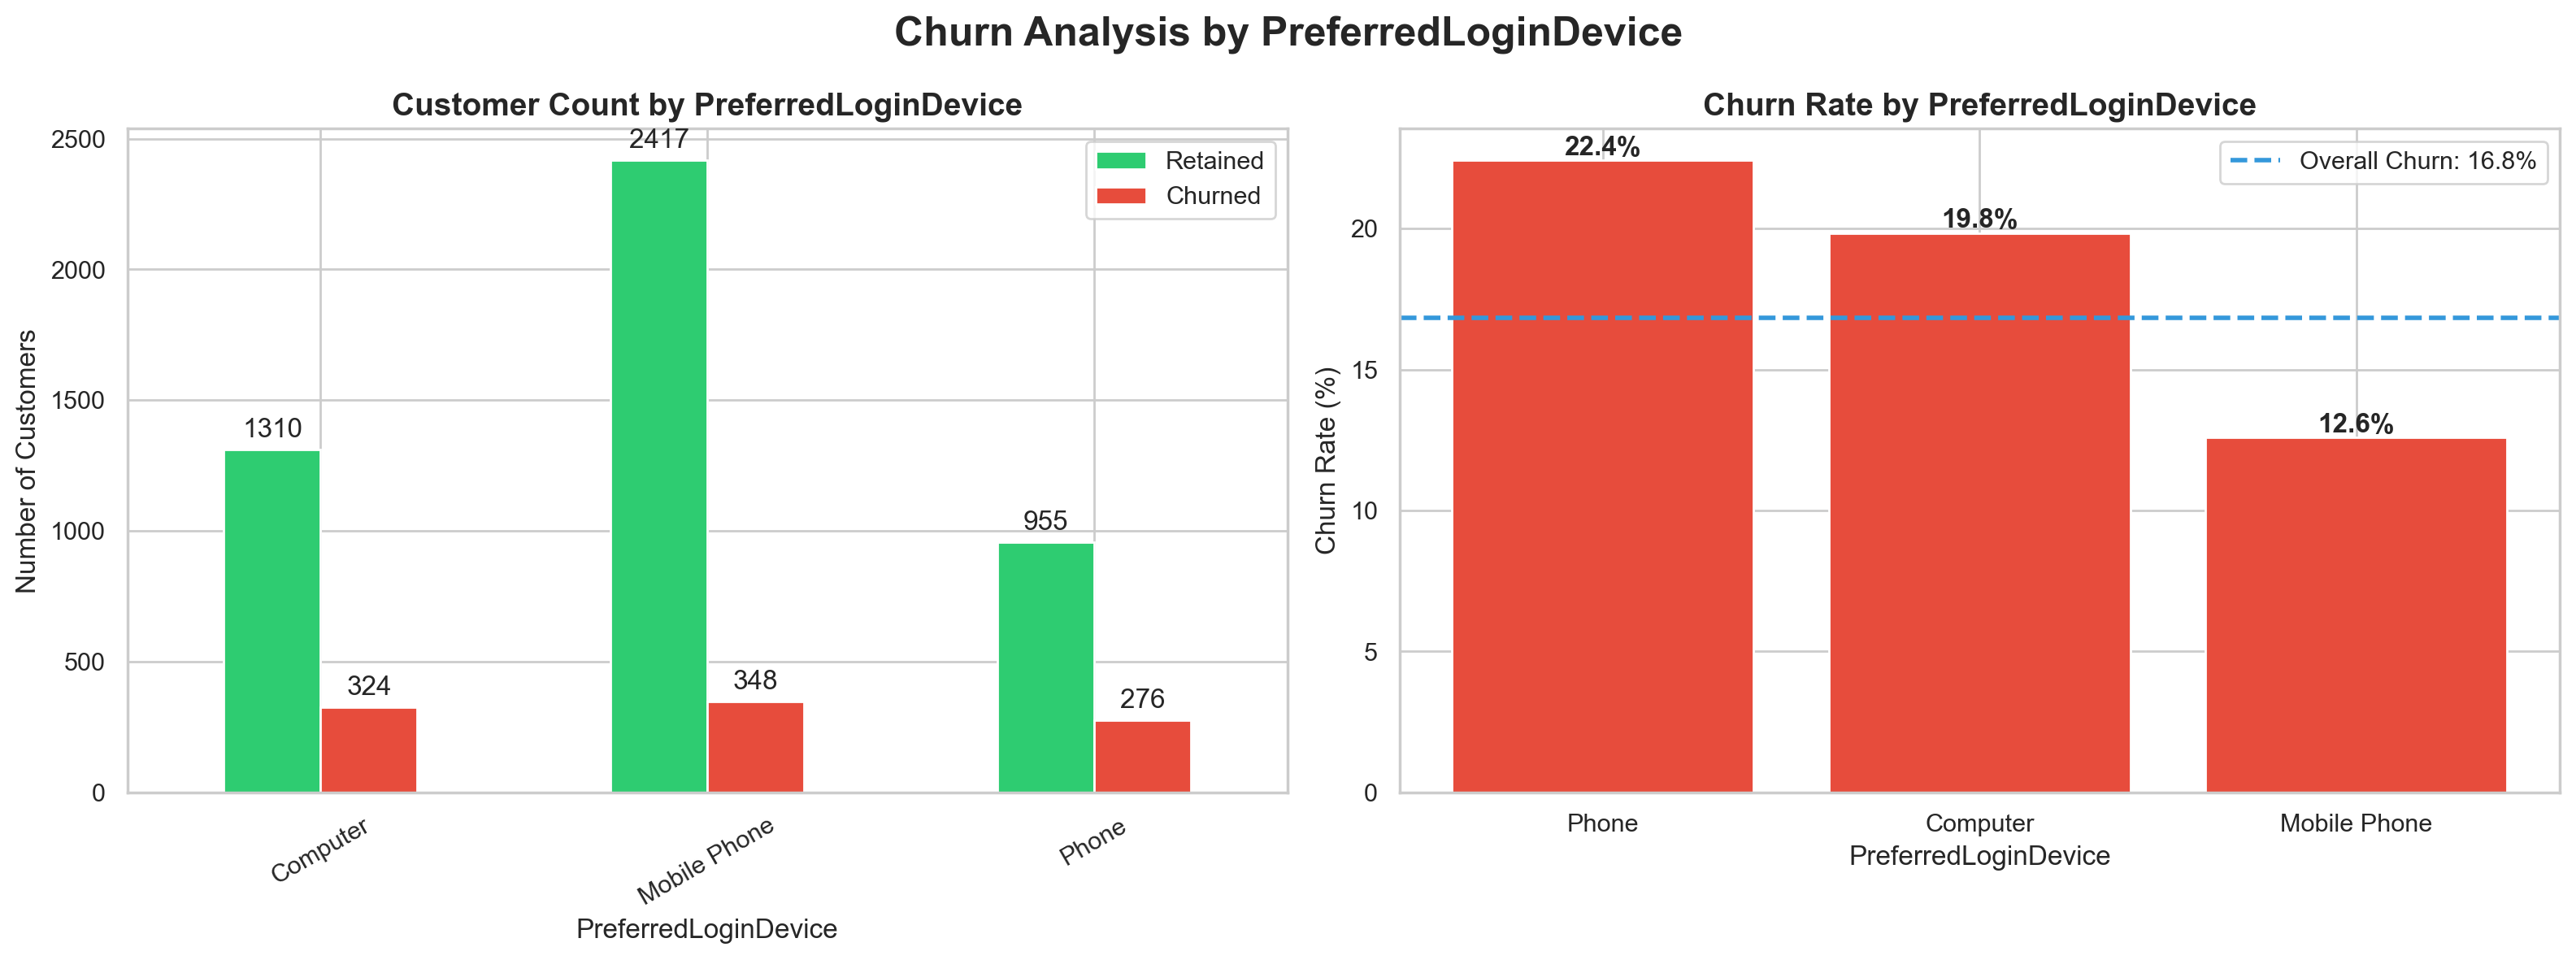 Churn Analysis by PreferredLoginDevice
Customer Count by PreferredLoginDevice
Number of Customers
2500
2000
1500
1000
500
0
2417
1310
955
324
348
276
Retained
Churned
Computer
Mobile Phone
Phone
PreferredLoginDevice
Churn Rate by PreferredLoginDevice
Churn Rate (%)
20
15
10
5
0
22.4%
19.8%
12.6%
Overall Churn: 16.8%
Phone
Computer
Mobile Phone
PreferredLoginDevice